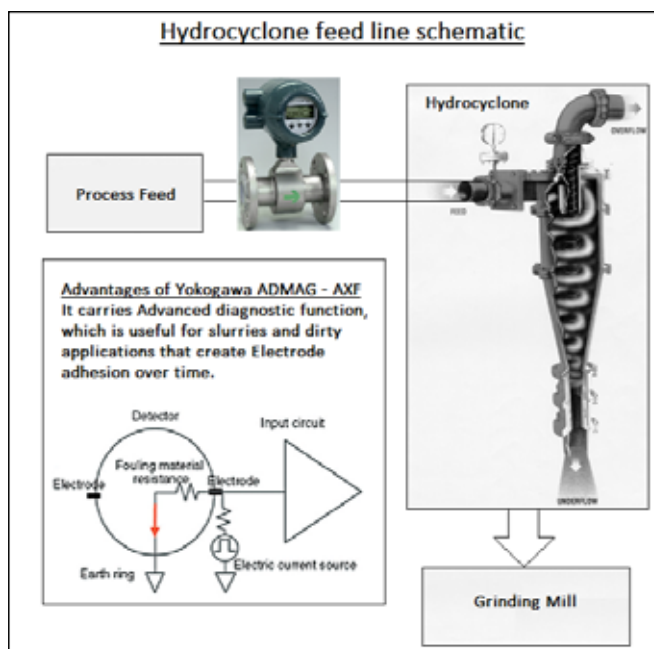 Hydrocyclone feed line schematic
Hydrocyclone
OVERFLOW
Process Feed
FEED
Advantages of Yokogawa ADMAG - AXF
It carries Advanced diagnostic function,
which is useful for slurries and dirty
applications that create Electrode
adhesion over time.
Detector
Input circuit
Fouling material
resistance
Electrode
Electrode
Earth ring
Electric current source
UNDERFLOW
Grinding Mill